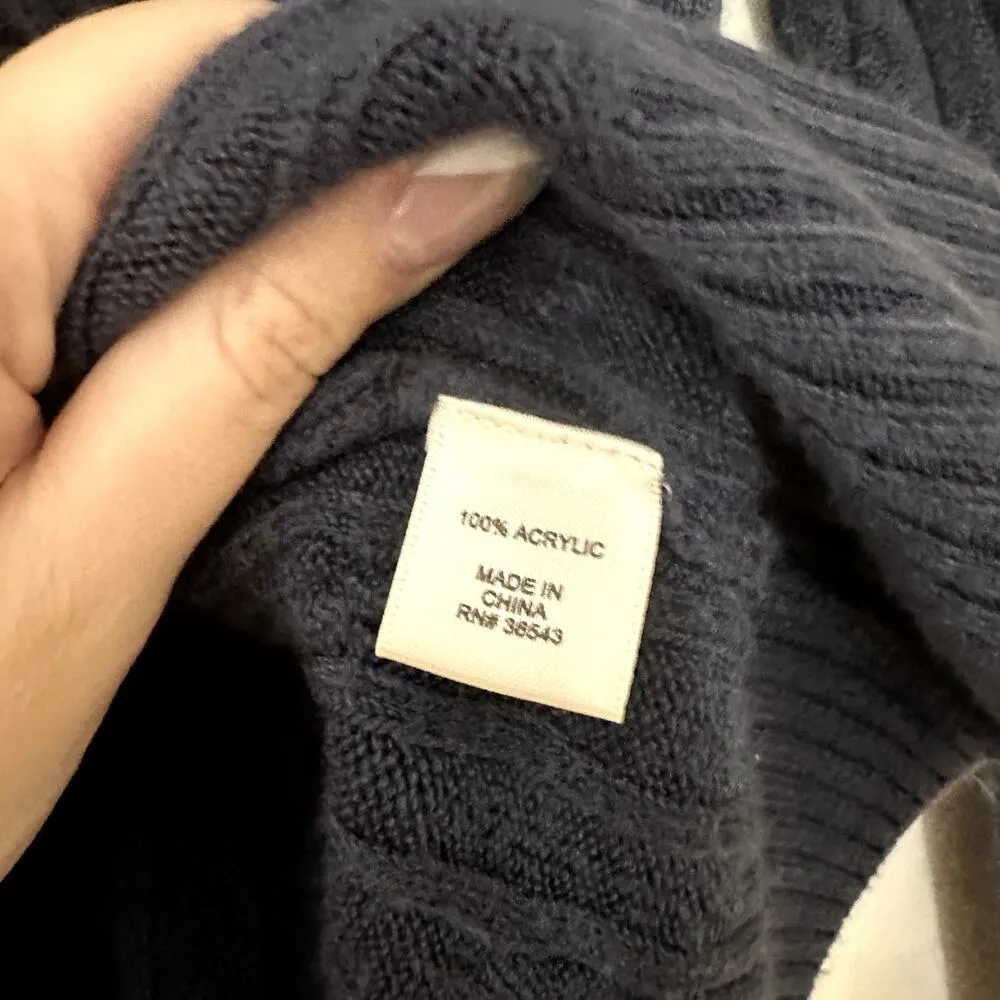 100% ACRYLIC
MADE IN
CHINA
RN# 36543